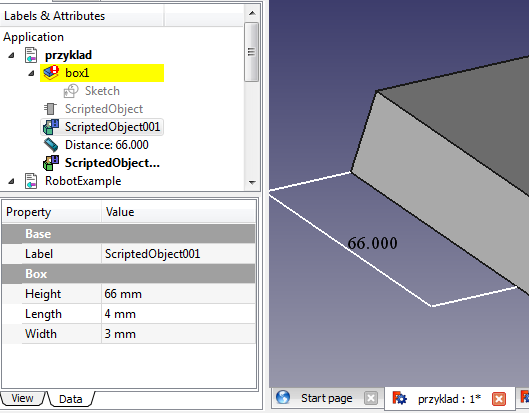 Labels & Attributes
Application
przyklad
box1
Sketch
ScriptedObject
ScriptedObject001
Distance: 66.000
ScriptedObject...
RobotExample
Property Value
Base
Label ScriptedObject001
Box
Height 66 mm
Length 4 mm
Width 3 mm
View Data
66.000
Start page przyklad : 1*